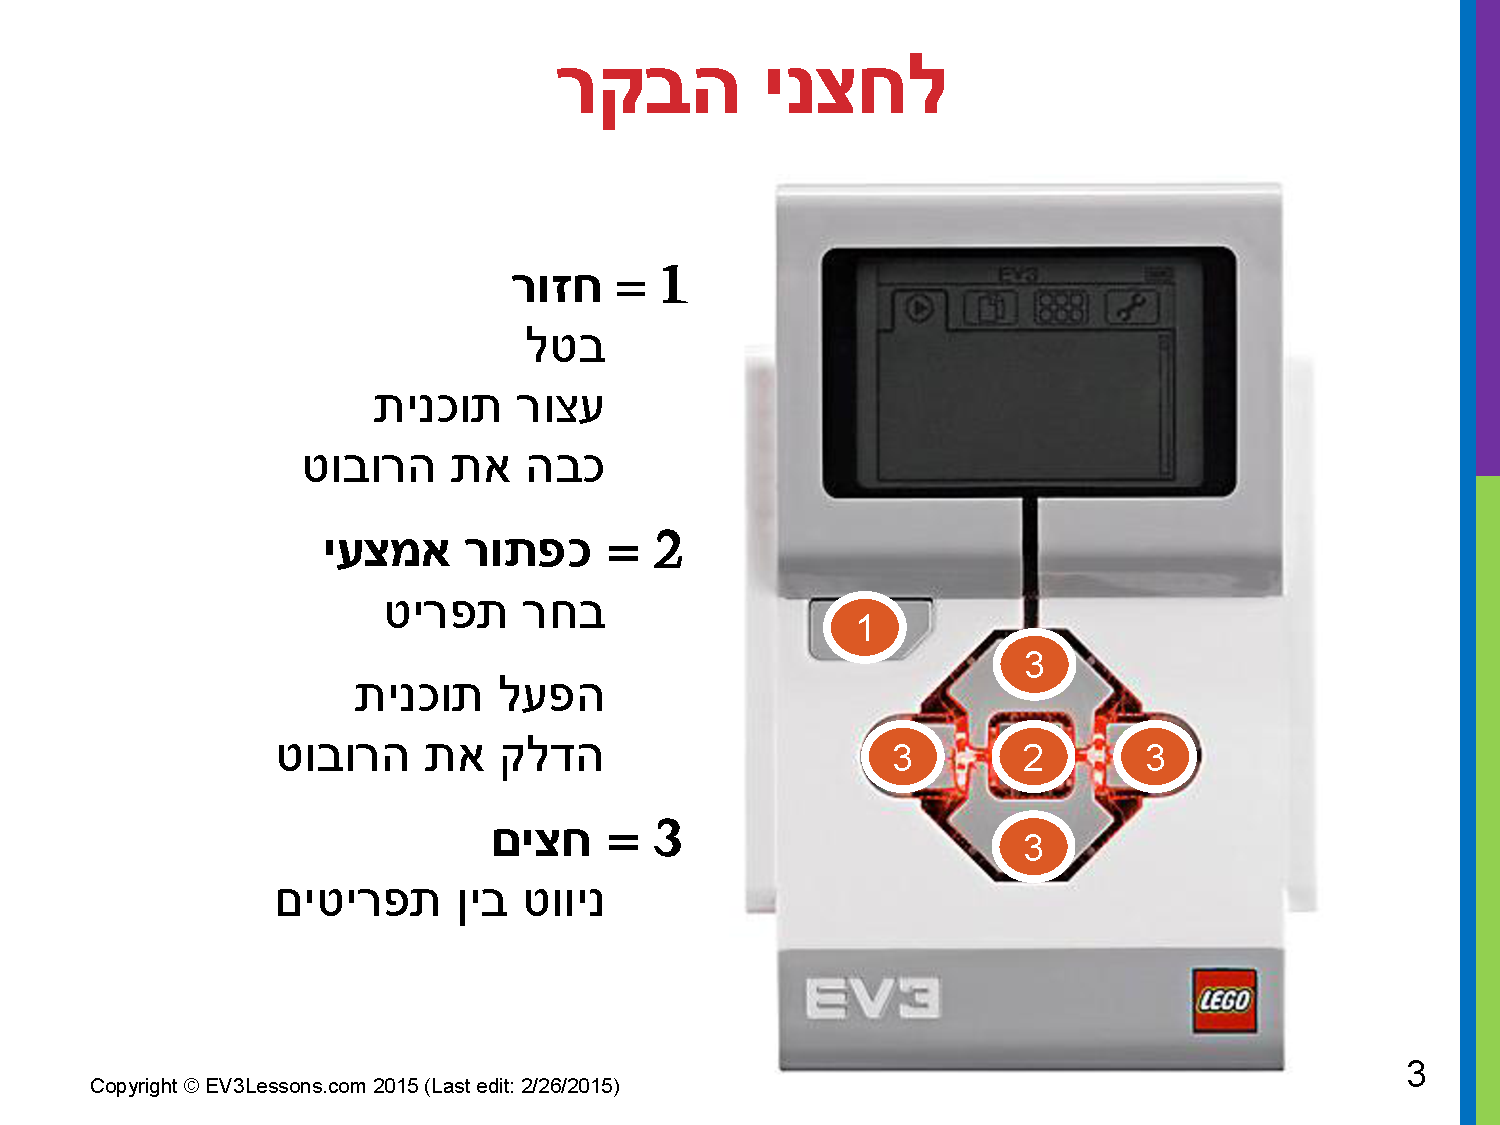 לחצני הבקר
1 = חזור
בטל
עצור תוכנית
כבה את הרובוט
2 = כפתור אמצעי
בחר תפריט
הפעל תוכנית
הדלק את הרובוט
3 = חצים
ניווט בין תפריטים
EV3
1
3
3
2
3
3
EV3
LEGO
Copyright © EV3Lessons.com 2015 (Last edit: 2/26/2015)
3